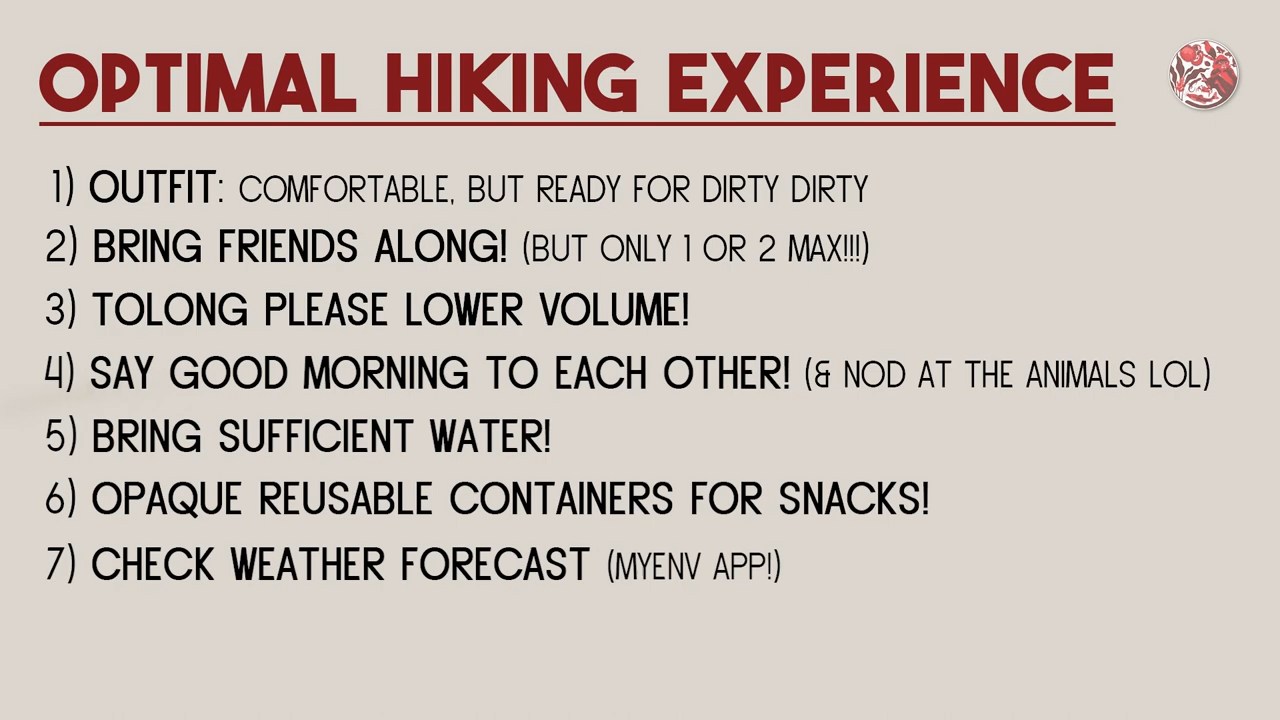 OPTIMAL HIKING EXPERIENCE
1) OUTFIT: COMFORTABLE, BUT READY FOR DIRTY DIRTY
2) BRING FRIENDS ALONG! (BUT ONLY 1 OR 2 MAX!!!)
3) TOLONG PLEASE LOWER VOLUME!
4) SAY GOOD MORNING TO EACH OTHER! (& NOD AT THE ANIMALS LOL)
5) BRING SUFFICIENT WATER!
6) OPAQUE REUSABLE CONTAINERS FOR SNACKS!
7) CHECK WEATHER FORECAST (MYENV APP!)